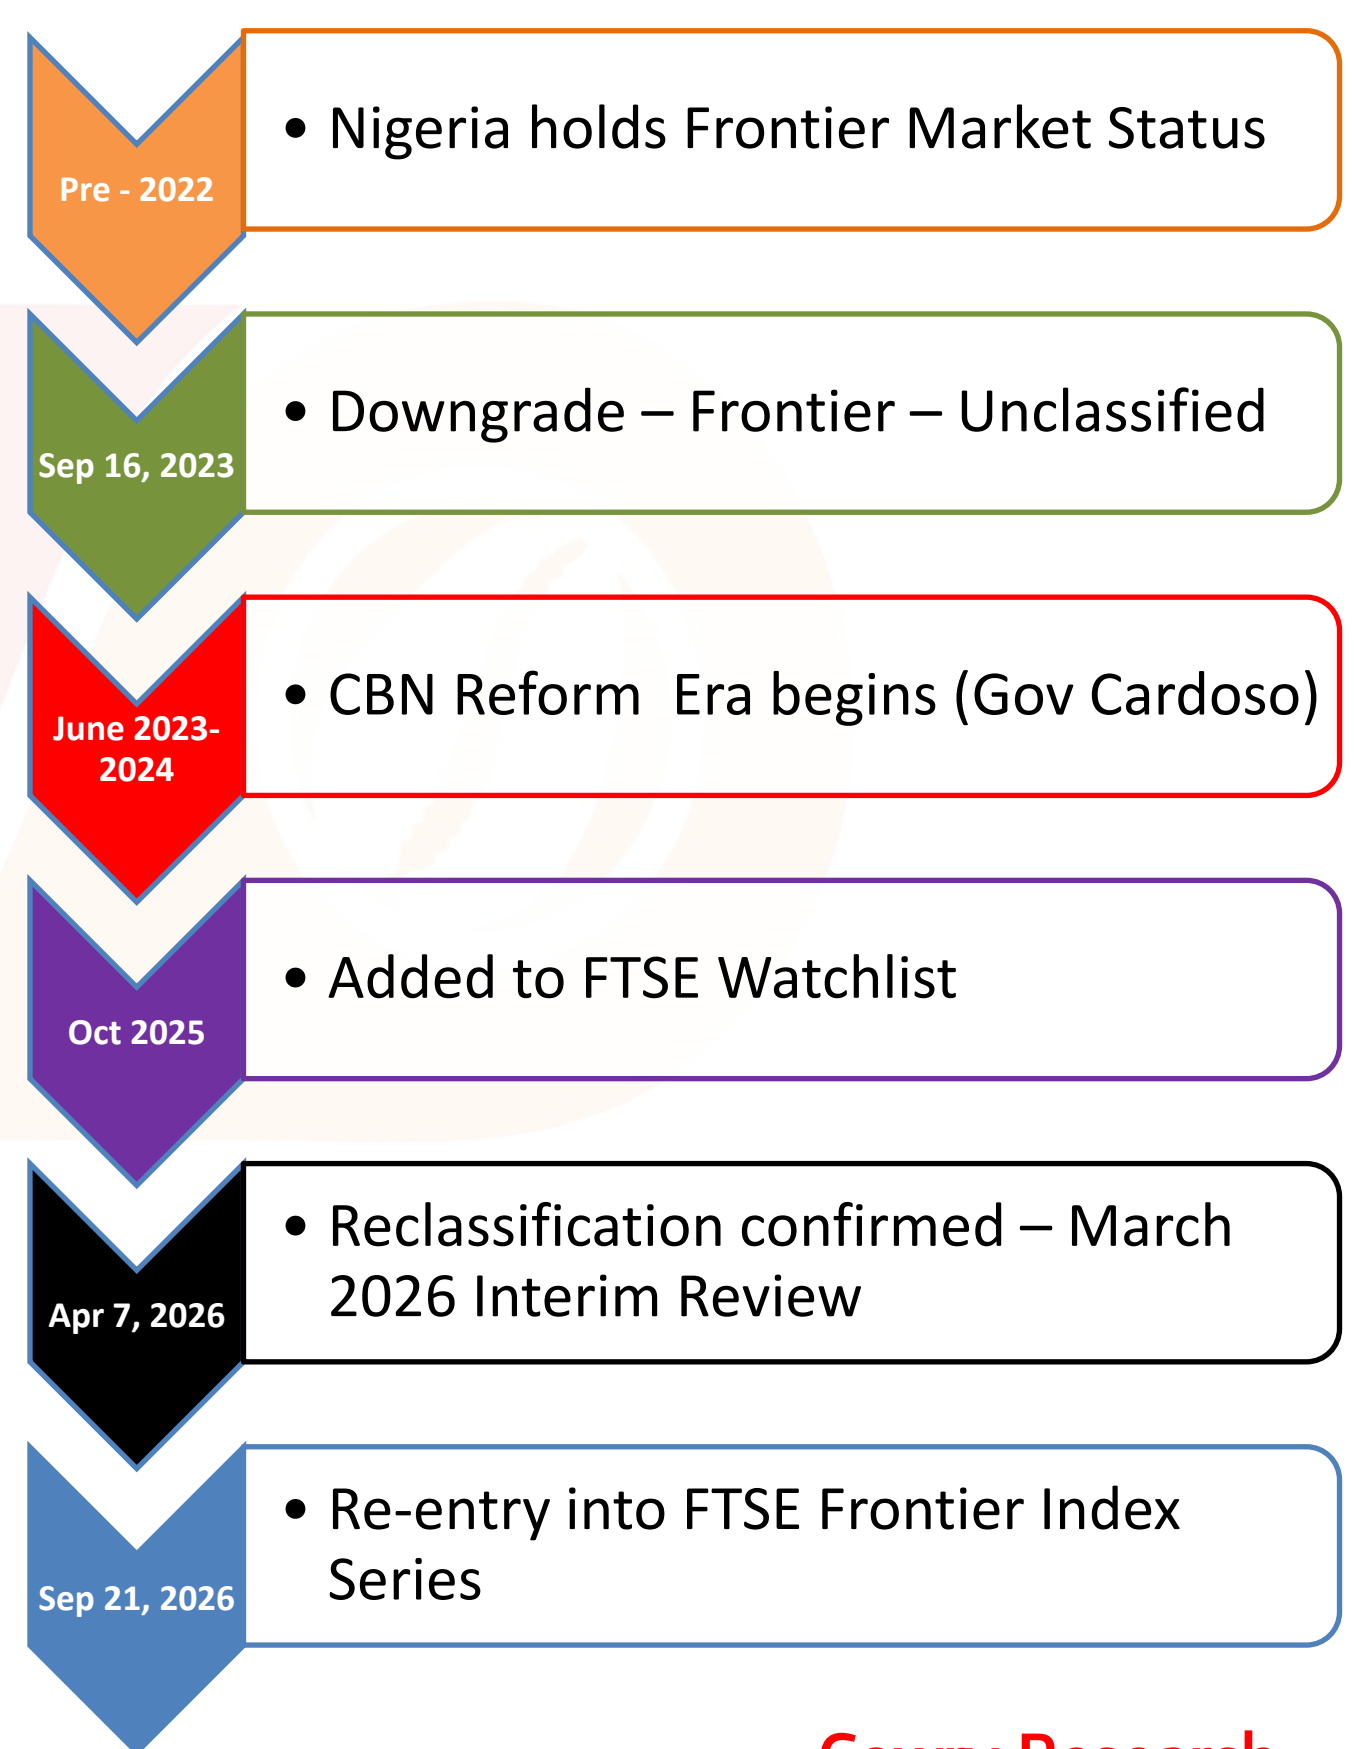 Pre - 2022
• Nigeria holds Frontier Market Status
Sep 16, 2023
• Downgrade – Frontier – Unclassified
June 2023-
2024
• CBN Reform  Era begins (Gov Cardoso)
Oct 2025
• Added to FTSE Watchlist
Apr 7, 2026
• Reclassification confirmed – March
2026 Interim Review
Sep 21, 2026
• Re-entry into FTSE Frontier Index
Series
Cowry Research